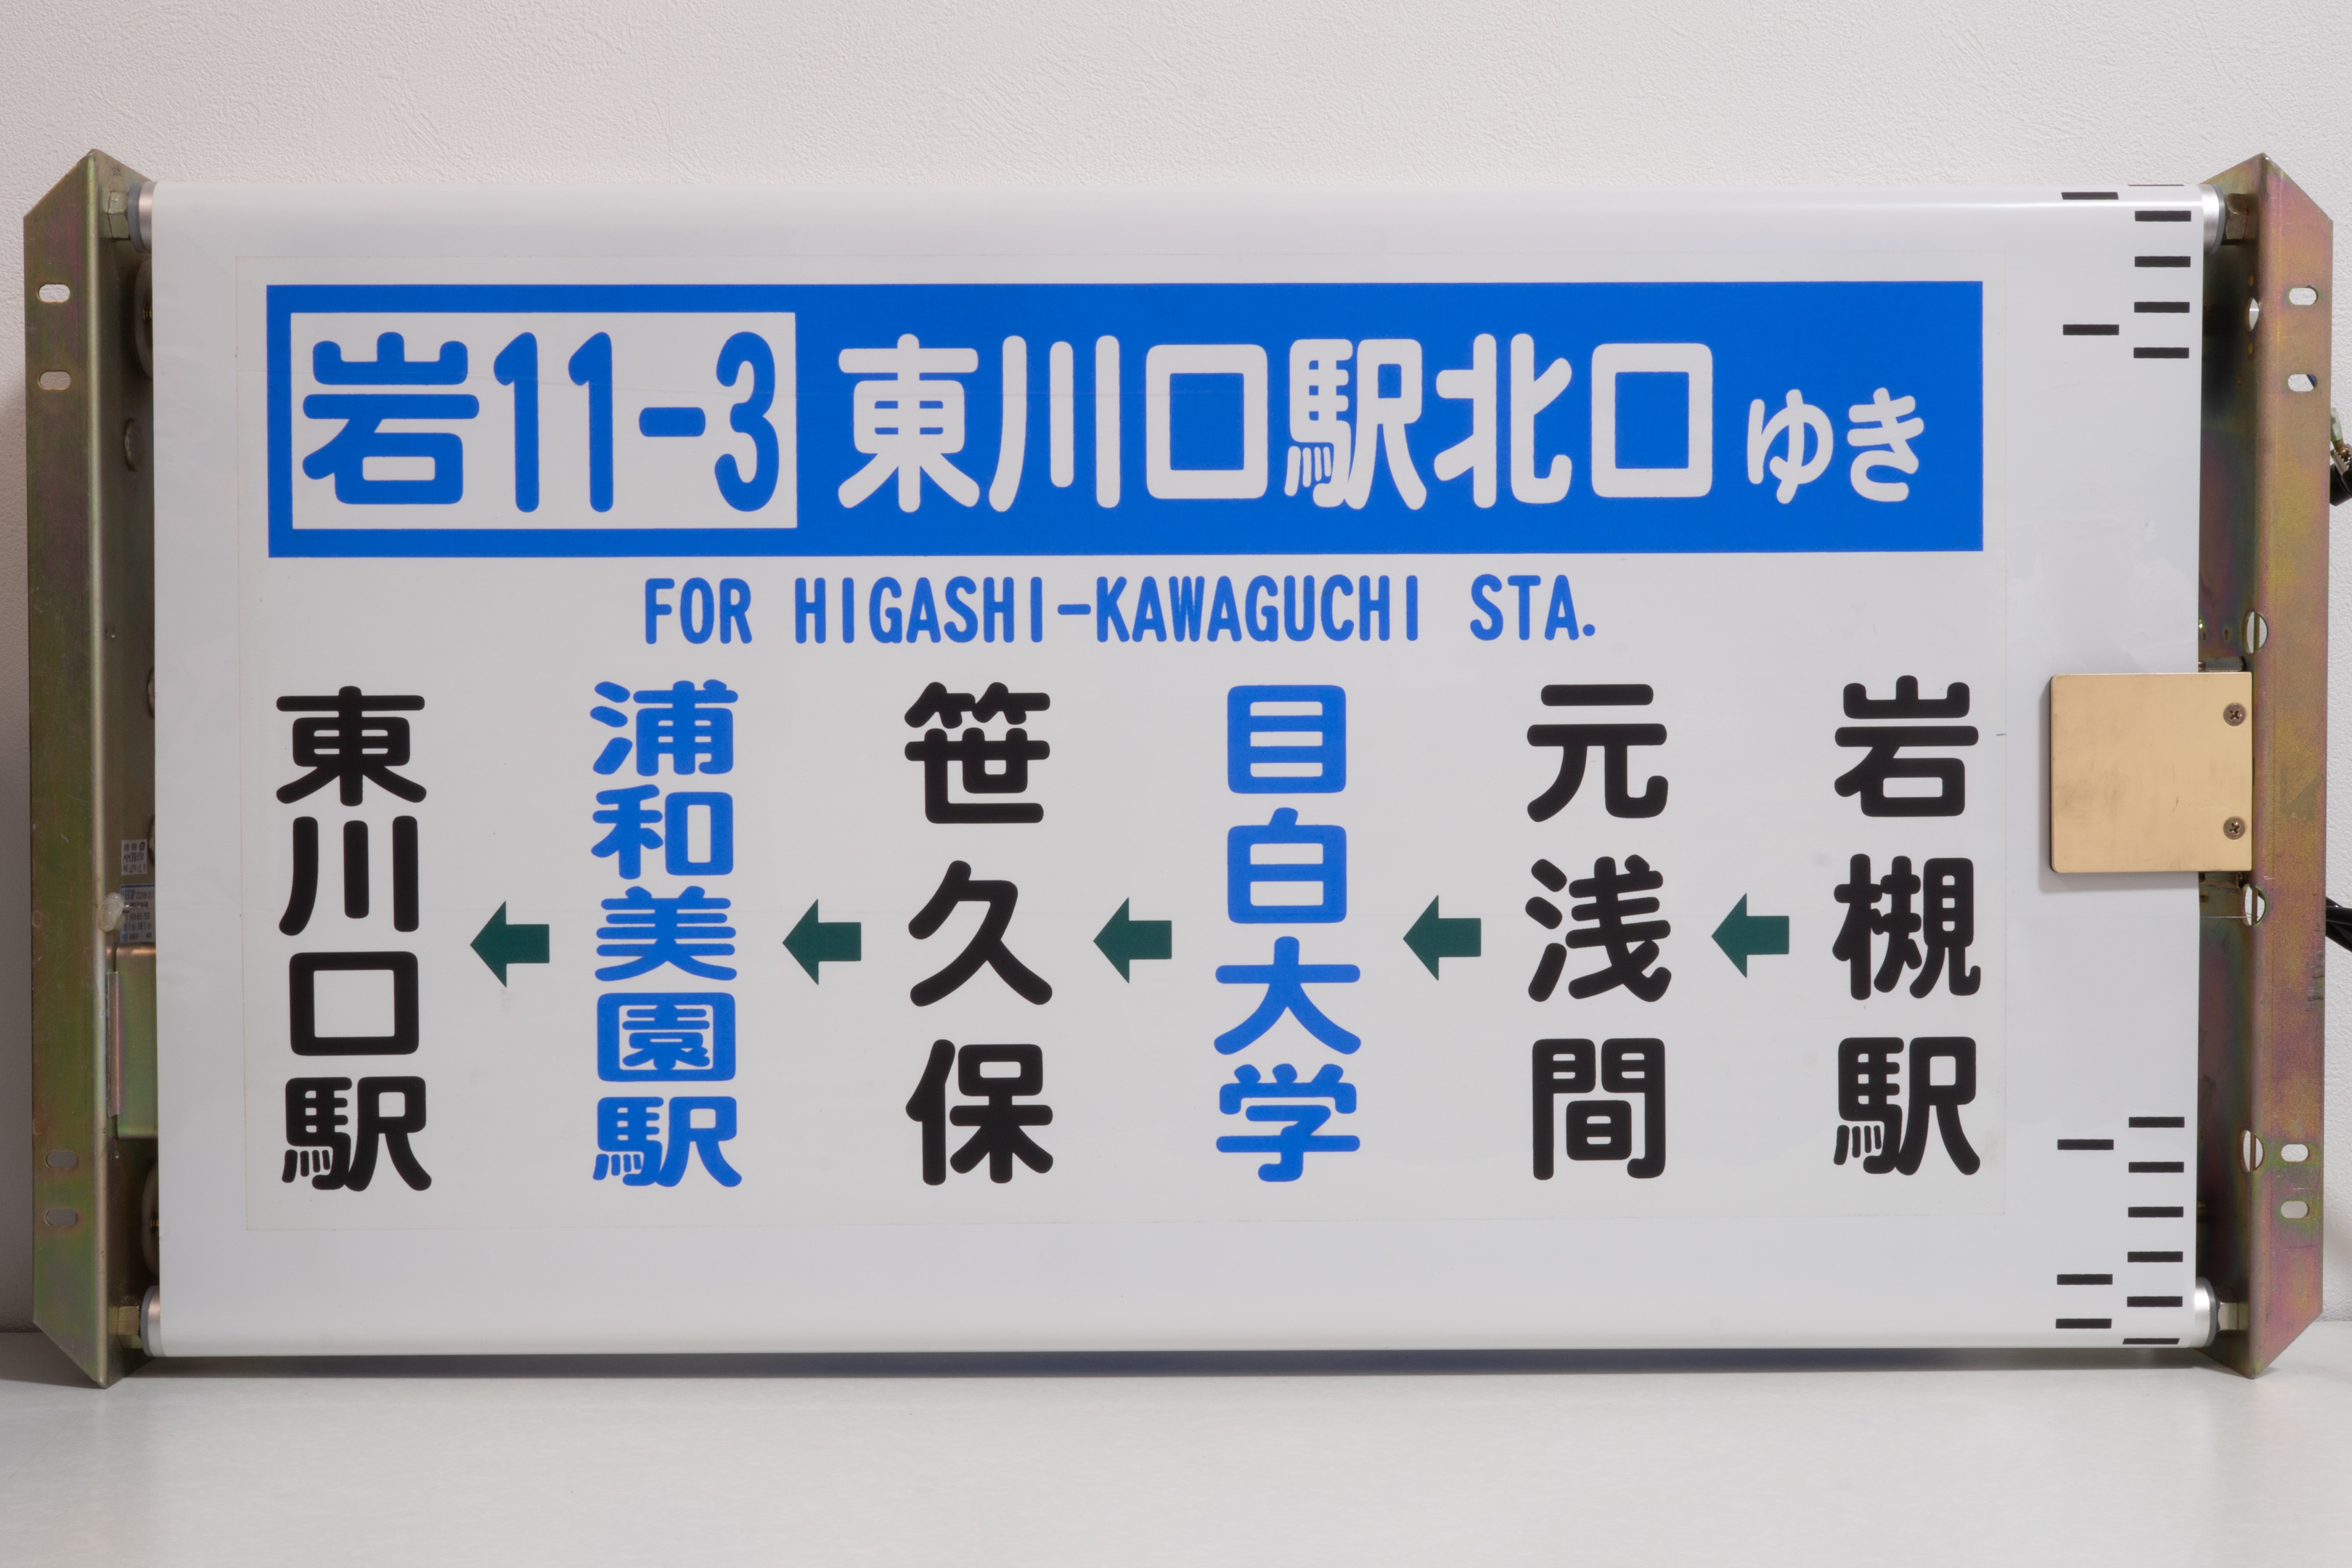 岩11-3 東川口駅北口ゆき
FOR HIGASHI-KAWAGUCHI STA.
岩槻駅
←
元浅間
←
目白大学
←
笹久保
←
浦和美園駅
←
東川口駅